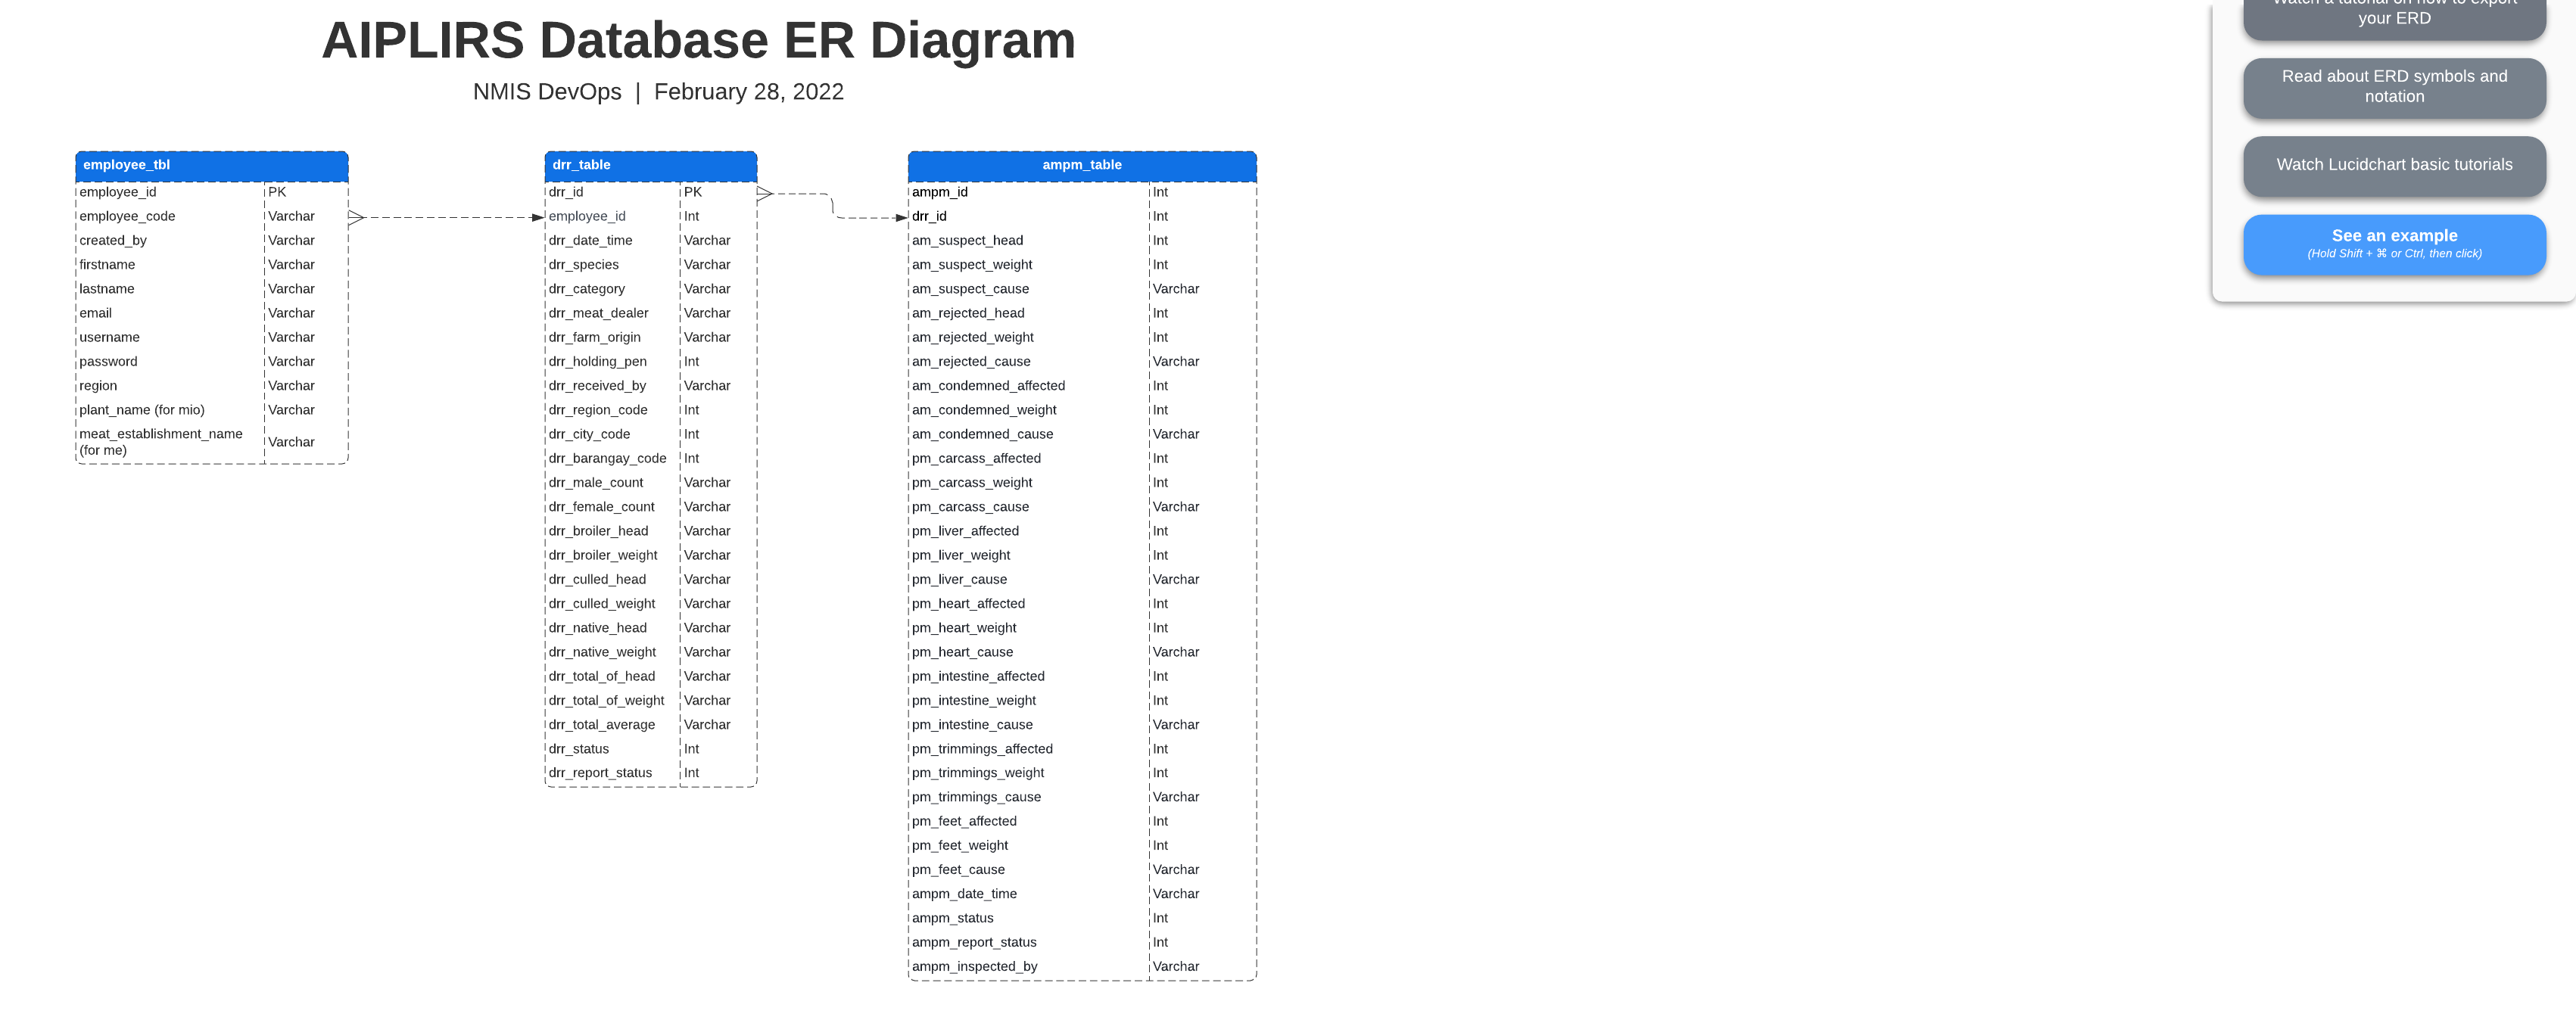 AIPLIRS Database ER Diagram
NMIS DevOps | February 28, 2022
employee_tbl
employee_id PK
employee_code Varchar
created_by Varchar
firstname Varchar
lastname Varchar
email Varchar
username Varchar
password Varchar
region Varchar
plant_name (for mio) Varchar
meat_establishment_name
(for me)
Varchar
drr_table
drr_id PK
employee_id Int
drr_date_time Varchar
drr_species Varchar
drr_category Varchar
drr_meat_dealer Varchar
drr_farm_origin Varchar
drr_holding_pen Int
drr_received_by Varchar
drr_region_code Int
drr_city_code Int
drr_barangay_code Int
drr_male_count Varchar
drr_female_count Varchar
drr_broiler_head Varchar
drr_broiler_weight Varchar
drr_culled_head Varchar
drr_culled_weight Varchar
drr_native_head Varchar
drr_native_weight Varchar
drr_total_of_head Varchar
drr_total_of_weight Varchar
drr_total_average Varchar
drr_status Int
drr_report_status Int
ampm_table
ampm_id Int
drr_id Int
am_suspect_head Int
am_suspect_weight Int
am_suspect_cause Varchar
am_rejected_head Int
am_rejected_weight Int
am_rejected_cause Varchar
am_condemned_affected Int
am_condemned_weight Int
am_condemned_cause Varchar
pm_carcass_affected Int
pm_carcass_weight Int
pm_carcass_cause Varchar
pm_liver_affected Int
pm_liver_weight Int
pm_liver_cause Varchar
pm_heart_affected Int
pm_heart_weight Int
pm_heart_cause Varchar
pm_intestine_affected Int
pm_intestine_weight Int
pm_intestine_cause Varchar
pm_trimmings_affected Int
pm_trimmings_weight Int
pm_trimmings_cause Varchar
pm_feet_affected Int
pm_feet_weight Int
pm_feet_cause Varchar
ampm_date_time Varchar
ampm_status Int
ampm_report_status Int
ampm_inspected_by Varchar
Watch a tutorial on how to export
your ERD
Read about ERD symbols and
notation
Watch Lucidchart basic tutorials
See an example
(Hold Shift + ⌘ or Ctrl, then click)